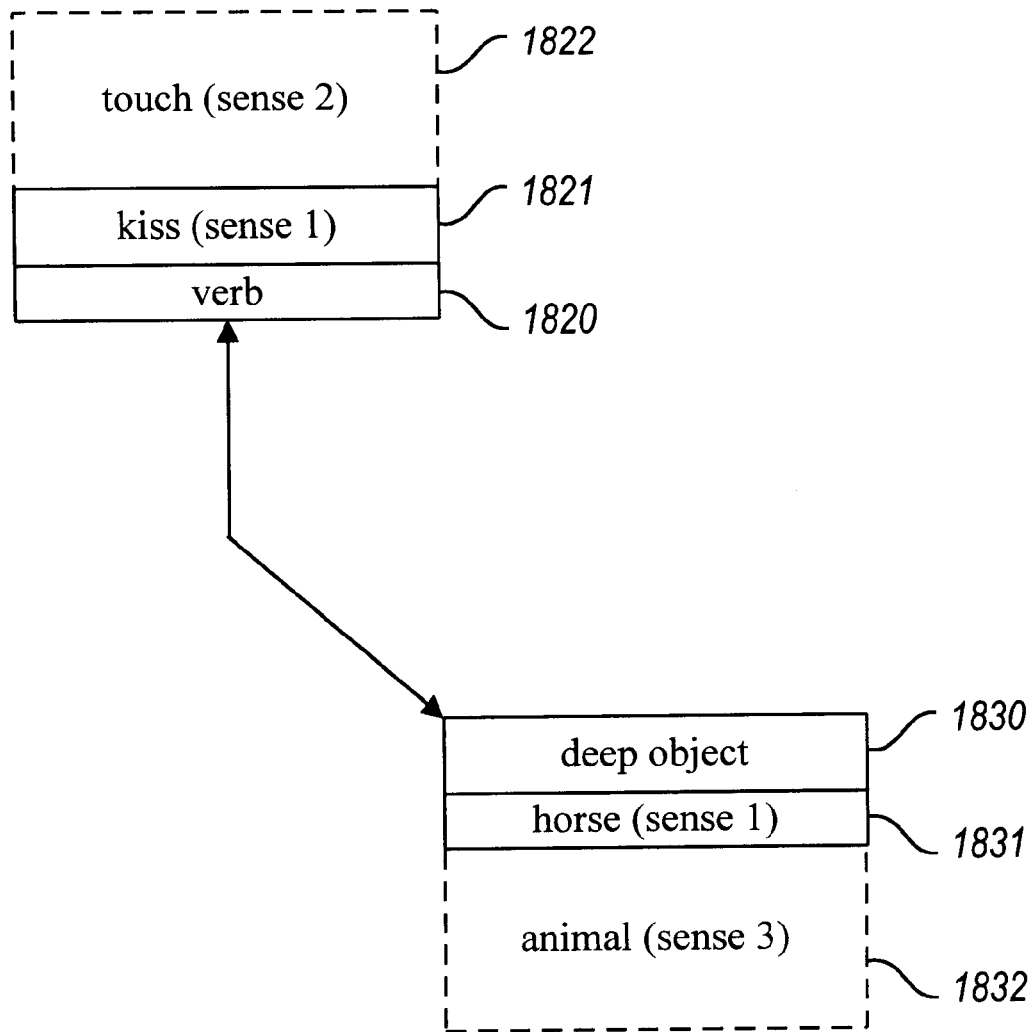 1822
touch (sense 2)
1821
kiss (sense 1)
verb
1820
1830
deep object
horse (sense 1)
1831
animal (sense 3)
1832